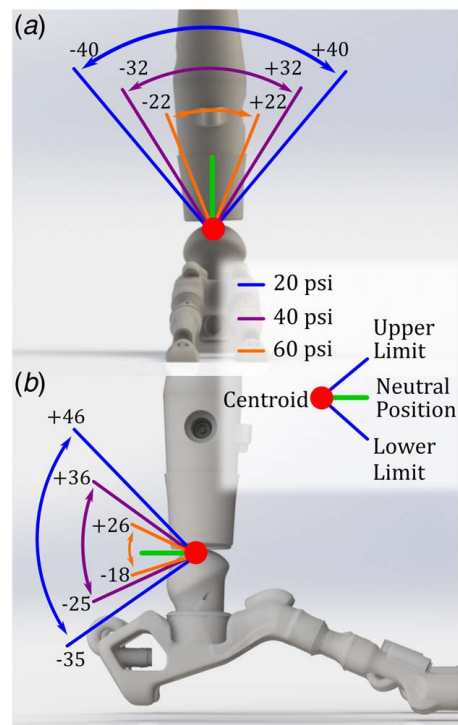 (a)
-40
+40
-32
+32
-22
+22
20 psi
40 psi
60 psi
Upper
Limit
Centroid
Neutral
Position
Lower
Limit
(b)
+46
+36
+26
-18
-25
-35